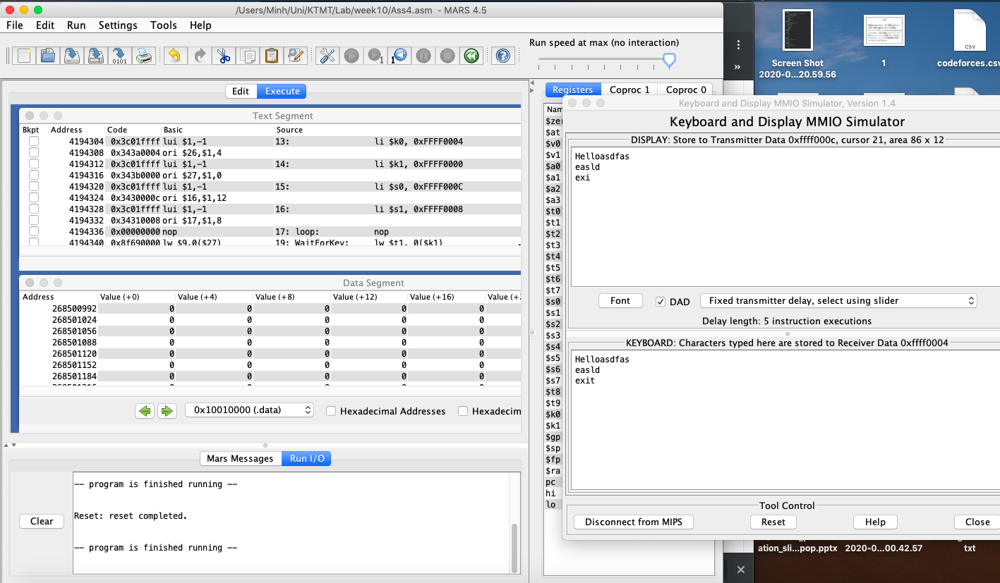 /Users/Minh/Uni/KTMT/Lab/week10/Ass4.asm - MARS 4.5
File Edit Run Settings Tools Help
Run speed at max (no interaction)
Edit Execute
Text Segment
Bkpt Address Code Basic Source
4194304 0x3c01ffff lui $1,-1 13: li $k0, 0xFFFF0004
4194308 0x343a0004 ori $26,$1,4
4194312 0x3c01ffff lui $1,-1 14: li $k1, 0xFFFF0000
4194316 0x343b0000 ori $27,$1,0
4194320 0x3c01ffff lui $1,-1 15: li $s0, 0xFFFF000C
4194324 0x3430000c ori $16,$1,12
4194328 0x3c01ffff lui $1,-1 16: li $s1, 0xFFFF0008
4194332 0x34310008 ori $17,$1,8
4194336 0x00000000 nop 17: loop: nop
4194340 0x8f690000 lw $9,0($27) 19: WaitForKey: lw $t1, 0($k1)
Data Segment
Address Value (+0) Value (+4) Value (+8) Value (+12) Value (+16) Value (+2
268500992 0 0 0 0 0
268501024 0 0 0 0 0
268501056 0 0 0 0 0
268501088 0 0 0 0 0
268501120 0 0 0 0 0
268501152 0 0 0 0 0
268501184 0 0 0 0 0
0x10010000 (.data) Hexadecimal Addresses Hexadecim
Mars Messages Run I/O
-- program is finished running --
Reset: reset completed.
-- program is finished running --
Clear
Registers Coproc 1 Coproc 0
Nam
$zer
$at
$v0
$v1
$a0
$a1
$a2
$a3
$t0
$t1
$t2
$t3
$t4
$t5
$t6
$t7
$s0
$s1
$s2
$s3
$s4
$s5
$s6
$s7
$t8
$t9
$k0
$k1
$gp
$sp
$fp
$ra
pc
hi
lo
Keyboard and Display MMIO Simulator, Version 1.4
Keyboard and Display MMIO Simulator
DISPLAY: Store to Transmitter Data 0xffff000c, cursor 21, area 86 x 12
Helloasdfas
easld
exi
Font DAD Fixed transmitter delay, select using slider
Delay length: 5 instruction executions
KEYBOARD: Characters typed here are stored to Receiver Data 0xffff0004
Helloasdfas
easld
exit
Tool Control
Disconnect from MIPS Reset Help Close
Screen Shot
2020-0...20.59.56
1
CSV
codeforces.csv
ation_sli...pop.pptx 2020-0...00.42.57 txt